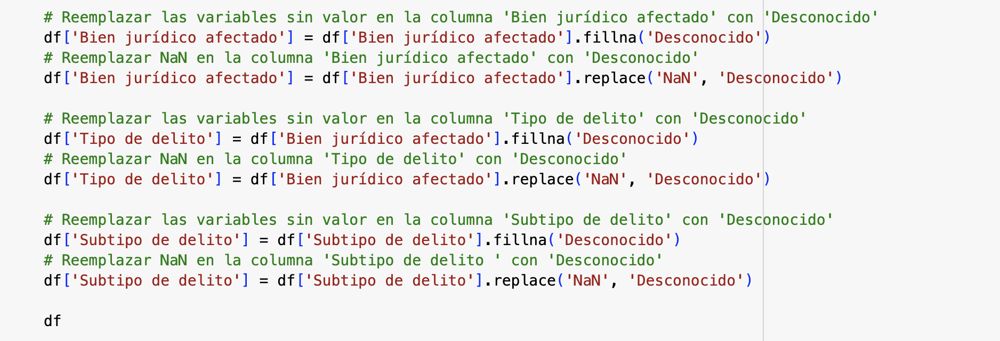 # Reemplazar las variables sin valor en la columna 'Bien jurídico afectado' con 'Desconocido'
df['Bien jurídico afectado'] = df['Bien jurídico afectado'].fillna('Desconocido')
# Reemplazar NaN en la columna 'Bien jurídico afectado' con 'Desconocido'
df['Bien jurídico afectado'] = df['Bien jurídico afectado'].replace('NaN', 'Desconocido')
# Reemplazar las variables sin valor en la columna 'Tipo de delito' con 'Desconocido'
df['Tipo de delito'] = df['Bien jurídico afectado'].fillna('Desconocido')
# Reemplazar NaN en la columna 'Tipo de delito' con 'Desconocido'
df['Tipo de delito'] = df['Bien jurídico afectado'].replace('NaN', 'Desconocido')
# Reemplazar las variables sin valor en la columna 'Subtipo de delito' con 'Desconocido'
df['Subtipo de delito'] = df['Subtipo de delito'].fillna('Desconocido')
# Reemplazar NaN en la columna 'Subtipo de delito ' con 'Desconocido'
df['Subtipo de delito'] = df['Subtipo de delito'].replace('NaN', 'Desconocido')
df